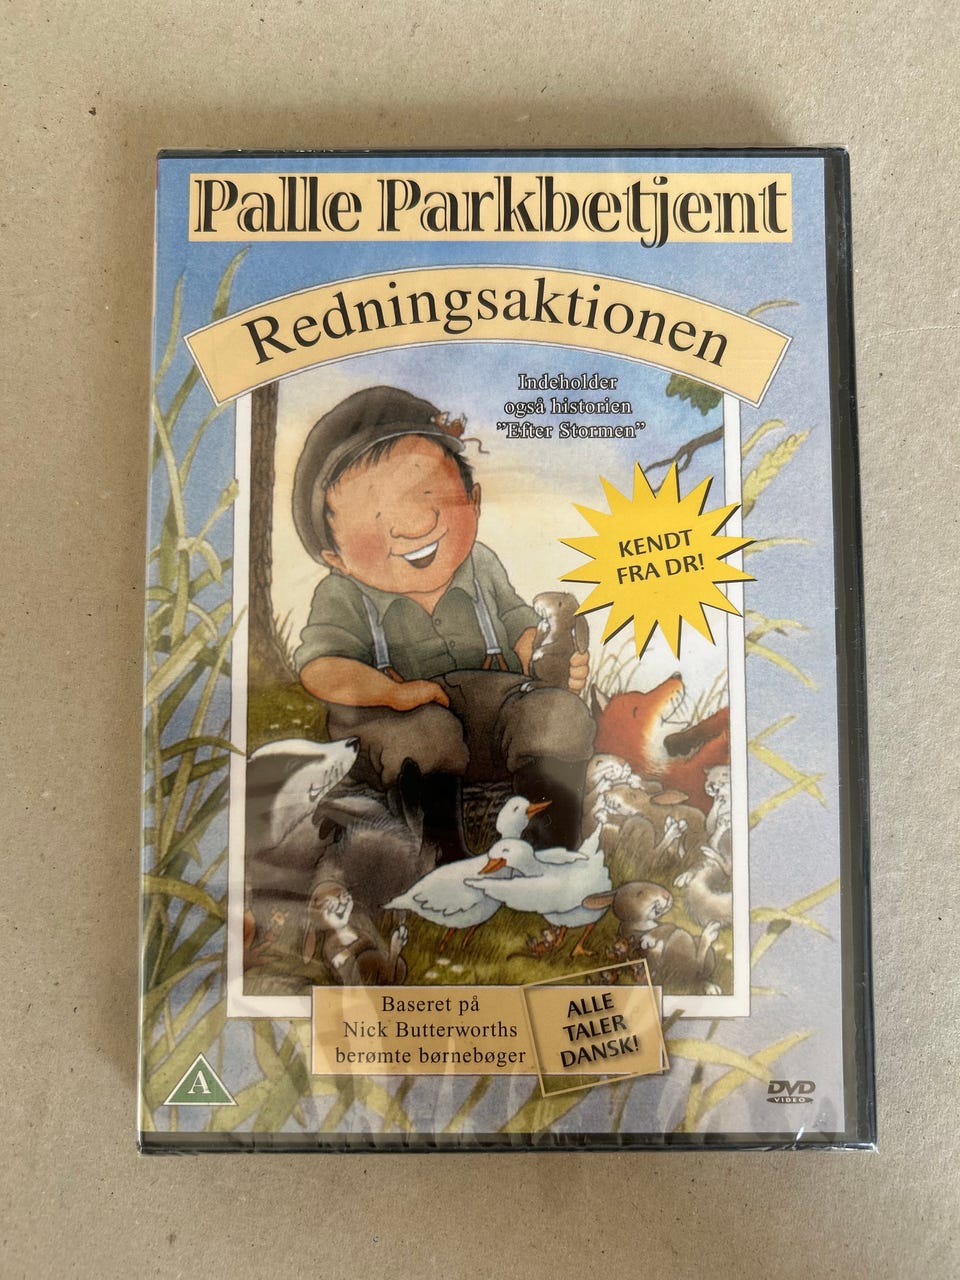 Palle Parkbetjent
Redningsaktionen
Indeholder
også historien
"Efter Stormen"
KENDT
FRA DR!
Baseret på
Nick Butterworths
berømte børnebøger
ALLE
TALER
DANSK!
A
DVD
VIDEO